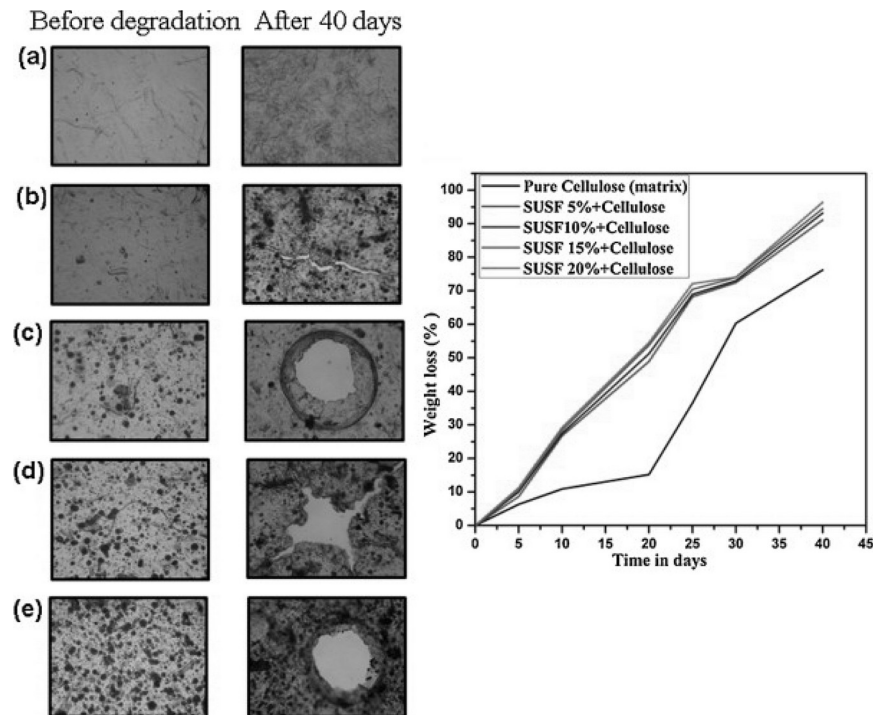 Before degradation After 40 days
(a)
(b)
(c)
(d)
(e)
Pure Cellulose (matrix)
SUSF 5%+Cellulose
SUSF10%+Cellulose
SUSF 15%+Cellulose
SUSF 20%+Cellulose
Weight loss (% )
100
90
80
70
60
50
40
30
20
10
0
0 5 10 15 20 25 30 35 40 45
Time in days